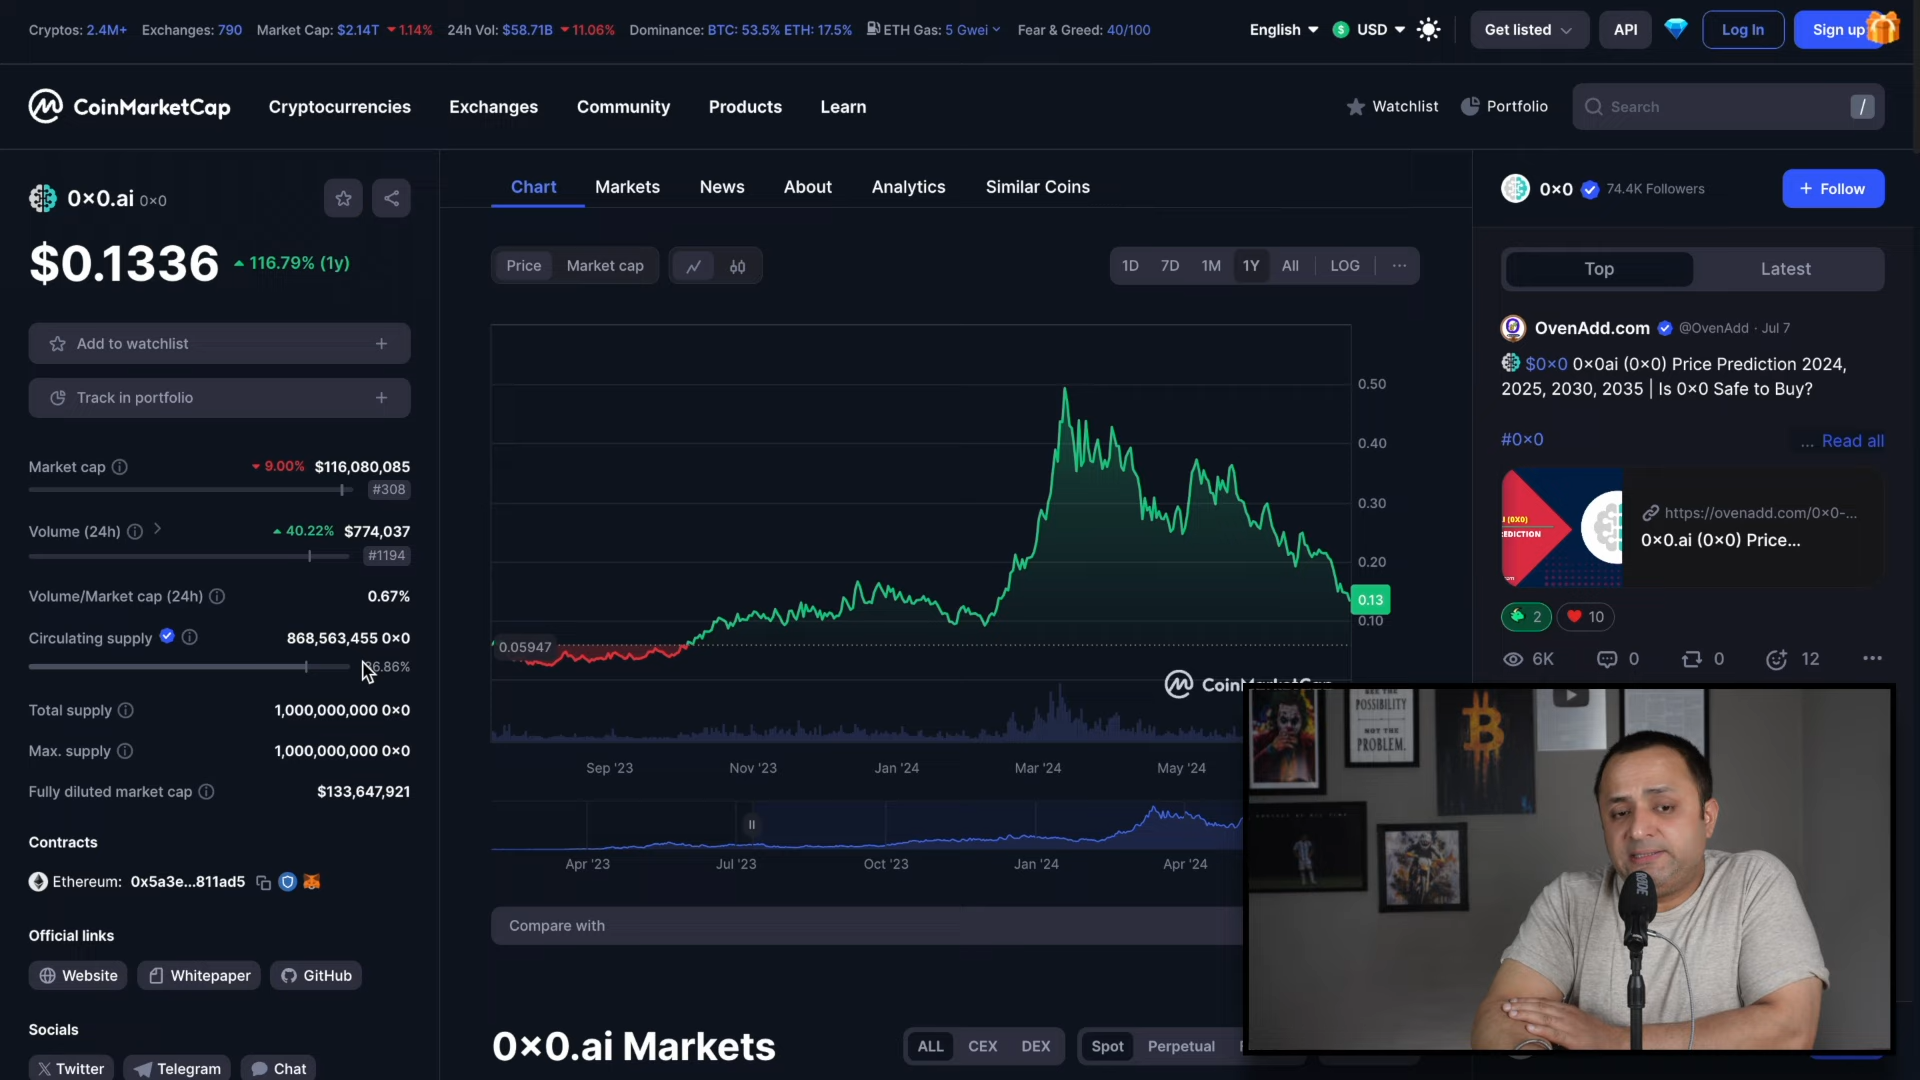 Cryptos: 2.4M+ Exchanges: 790 Market Cap: $2.14T 1.14% 24h Vol: $58.71B 11.06% Dominance: BTC: 53.5% ETH: 17.5% ETH Gas: 5 Gwei Fear & Greed: 40/100
English USD Get listed API Log In Sign up
CoinMarketCap Cryptocurrencies Exchanges Community Products Learn
Watchlist Portfolio Search /
0×0.ai 0×0
$0.1336 116.79% (1y)
Add to watchlist +
Track in portfolio +
Market cap 9.00% $116,080,085
#308
Volume (24h) 40.22% $774,037
#1194
Volume/Market cap (24h) 0.67%
Circulating supply 868,563,455 0×0
Total supply 1,000,000,000 0×0
Max. supply 1,000,000,000 0×0
Fully diluted market cap $133,647,921
Contracts
Ethereum: 0x5a3e...811ad5
Official links
Website Whitepaper GitHub
Socials
Twitter Telegram Chat
Chart Markets News About Analytics Similar Coins
Price Market cap
1D 7D 1M 1Y All LOG ...
0.50
0.40
0.30
0.20
0.13
0.10
0.05947
Sep '23 Nov '23 Jan '24 Mar '24 May '24
Apr '23 Jul '23 Oct '23 Jan '24 Apr '24
Compare with
0×0.ai Markets
ALL CEX DEX Spot Perpetual
0×0 74.4K Followers + Follow
Top Latest
OvenAdd.com @OvenAdd · Jul 7
$0×0 0×0ai (0×0) Price Prediction 2024,
2025, 2030, 2035 | Is 0×0 Safe to Buy?
#0×0 ... Read all
https://ovenadd.com/0×0-...
0×0.ai (0×0) Price...
2 10
6K 0 0 12 ...
POSSIBILITY
NOT THE
PROBLEM.
RODE